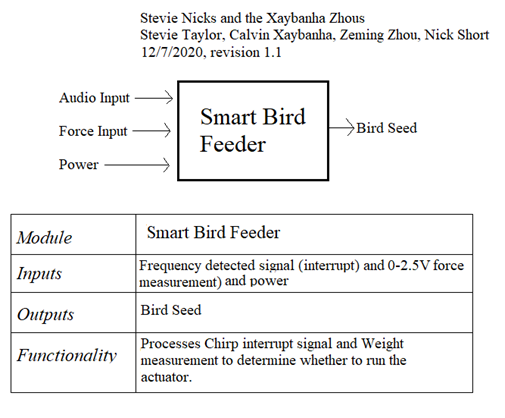 Stevie Nicks and the Xaybanha Zhous
Stevie Taylor, Calvin Xaybanha, Zeming Zhou, Nick Short
12/7/2020, revision 1.1
Audio Input
Force Input
Power
Smart Bird
Feeder
Bird Seed
Module
Smart Bird Feeder
Inputs
Frequency detected signal (interrupt) and 0-2.5V force
measurement) and power
Outputs
Bird Seed
Functionality
Processes Chirp interrupt signal and Weight
measurement to determine whether to run the
actuator.